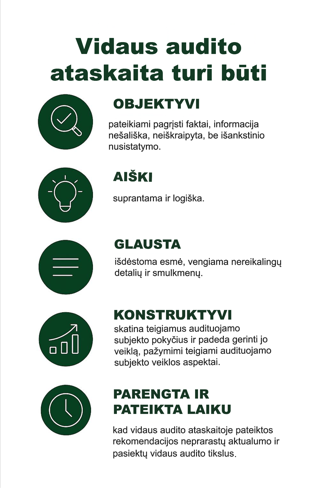 Vidaus audito
ataskaita turi būti
OBJEKTYVI
pateikiami pagrįsti faktai, informacija
nešališka, neiškraipyta, be išankstinio
nusistatymo.
AIŠKI
suprantama ir logiška.
GLAUSTA
išdėstoma esmė, vengiama nereikalingų
detalių ir smulkmenų.
KONSTRUKTYVI
skatina teigiamus audituojamo
subjekto pokyčius ir padeda gerinti jo
veiklą, pažymimi teigiami audituojamo
subjekto veiklos aspektai.
PARENGTA IR
PATEIKTA LAIKU
kad vidaus audito ataskaitoje pateiktos
rekomendacijos neprarastų aktualumo ir
pasiektų vidaus audito tikslus.